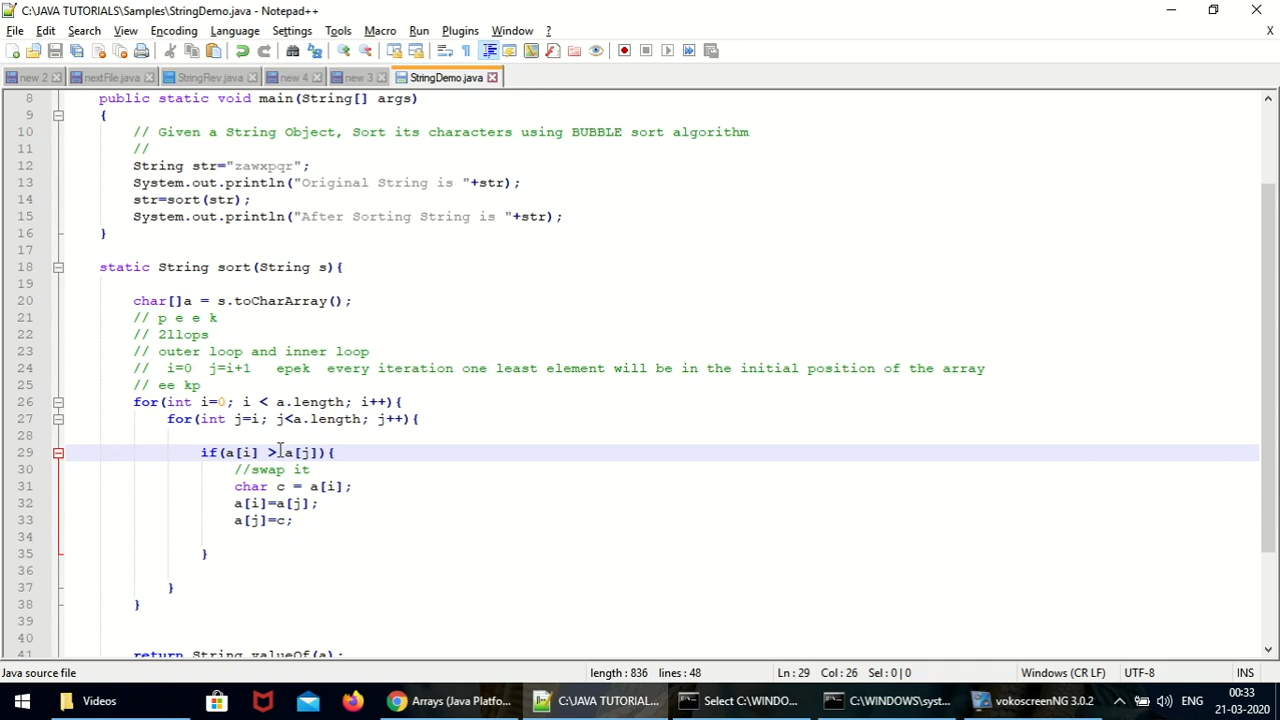 C:\JAVA TUTORIALS\Samples\StringDemo.java - Notepad++
File Edit Search View Encoding Language Settings Tools Macro Run Plugins Window ? X
new 2 nextFile.java StringRev.java new 4 new 3 StringDemo.java
8 public static void main(String[] args)
9 {
10 // Given a String Object, Sort its characters using BUBBLE sort algorithm
11 //
12 String str="zawxpqr";
13 System.out.println("Original String is "+str);
14 str=sort(str);
15 System.out.println("After Sorting String is "+str);
16 }
17
18 static String sort(String s){
19
20 char[]a = s.toCharArray();
21 // p e e k
22 // 2llops
23 // outer loop and inner loop
24 // i=0 j=i+1 epek every iteration one least element will be in the initial position of the array
25 // ee kp
26 for(int i=0; i < a.length; i++){
27 for(int j=i; j<a.length; j++){
28
29 if(a[i] > a[j]){
30 //swap it
31 char c = a[i];
32 a[i]=a[j];
33 a[j]=c;
34
35 }
36
37 }
38 }
39
40
41 return String.valueOf(a);
Java source file length : 836 lines : 48 Ln : 29 Col : 26 Sel : 0 | 0 Windows (CR LF) UTF-8 INS
Videos Arrays (Java Platfo... C:\JAVA TUTORIAL... Select C:\WINDO... C:\WINDOWS\syst... vokoscreenNG 3.0.2 ENG 00:33
21-03-2020